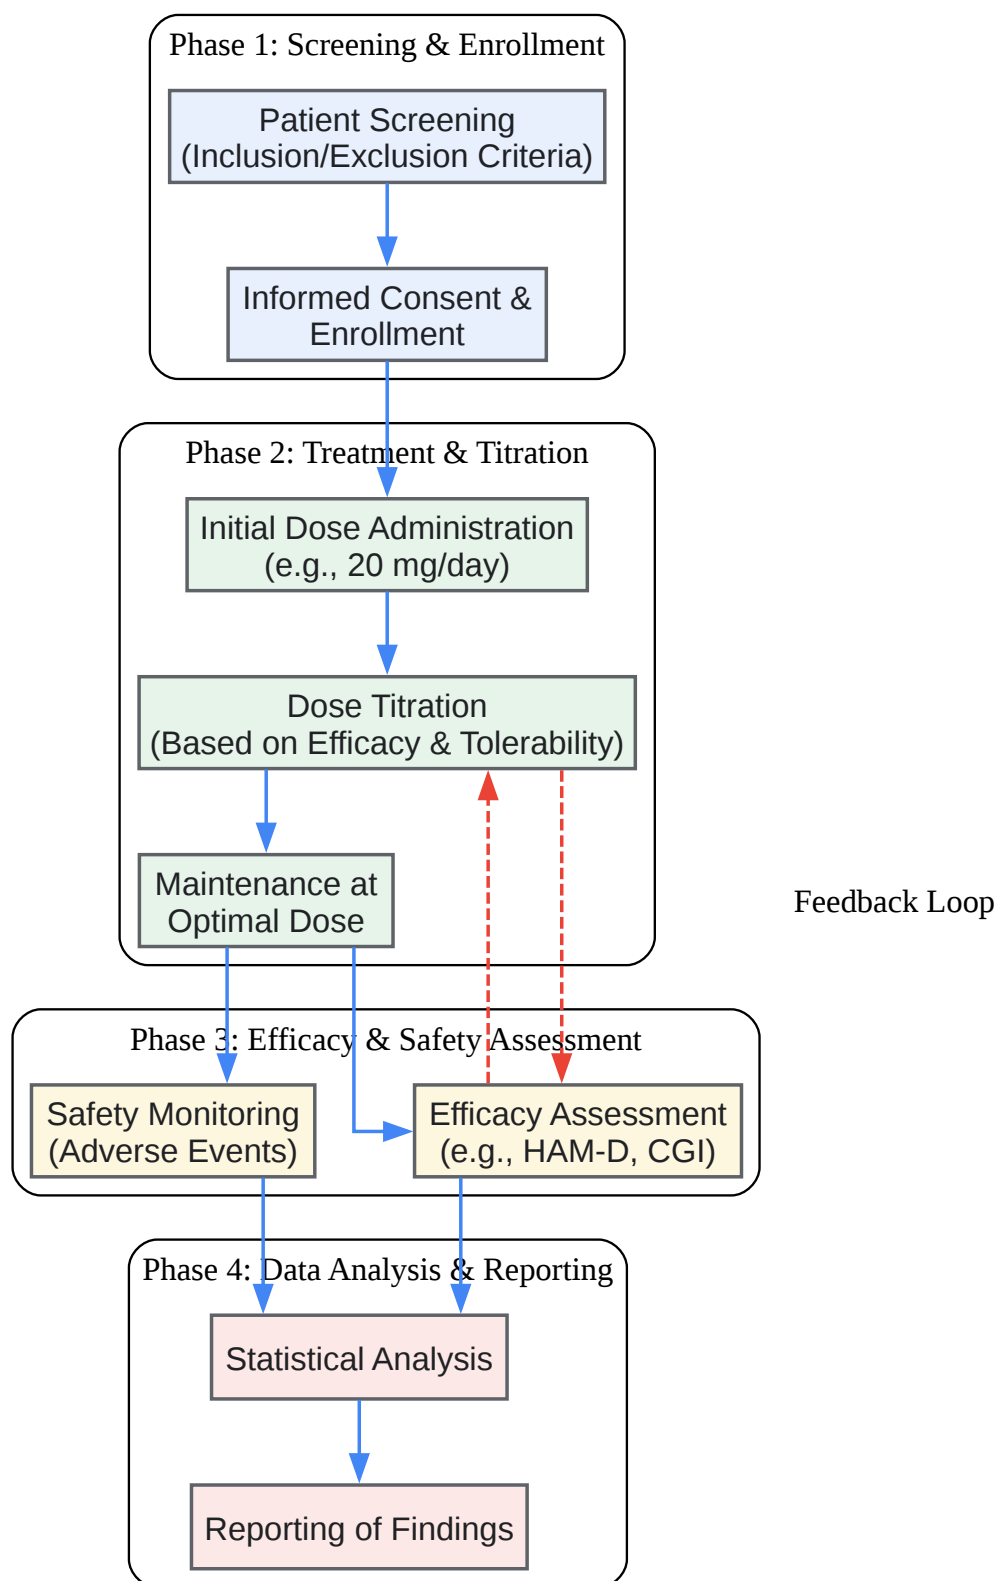 Phase 1: Screening & Enrollment
Patient Screening
(Inclusion/Exclusion Criteria)
Informed Consent &
Enrollment
Phase 2: Treatment & Titration
Initial Dose Administration
(e.g., 20 mg/day)
Dose Titration
(Based on Efficacy & Tolerability)
Maintenance at
Optimal Dose
Feedback Loop
Phase 3: Efficacy & Safety Assessment
Safety Monitoring
(Adverse Events)
Efficacy Assessment
(e.g., HAM-D, CGI)
Phase 4: Data Analysis & Reporting
Statistical Analysis
Reporting of Findings